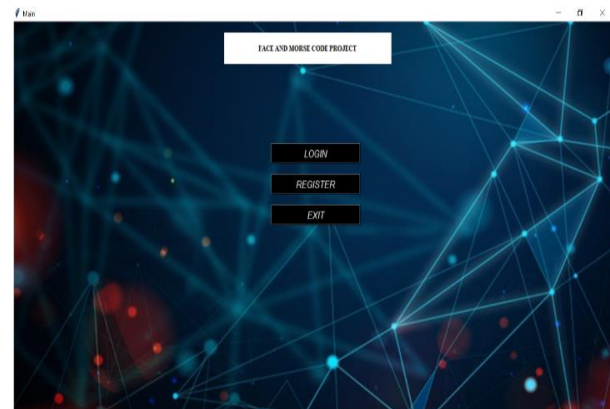 Main
FACE AND MORSE CODE PROJECT
LOGIN
REGISTER
EXIT